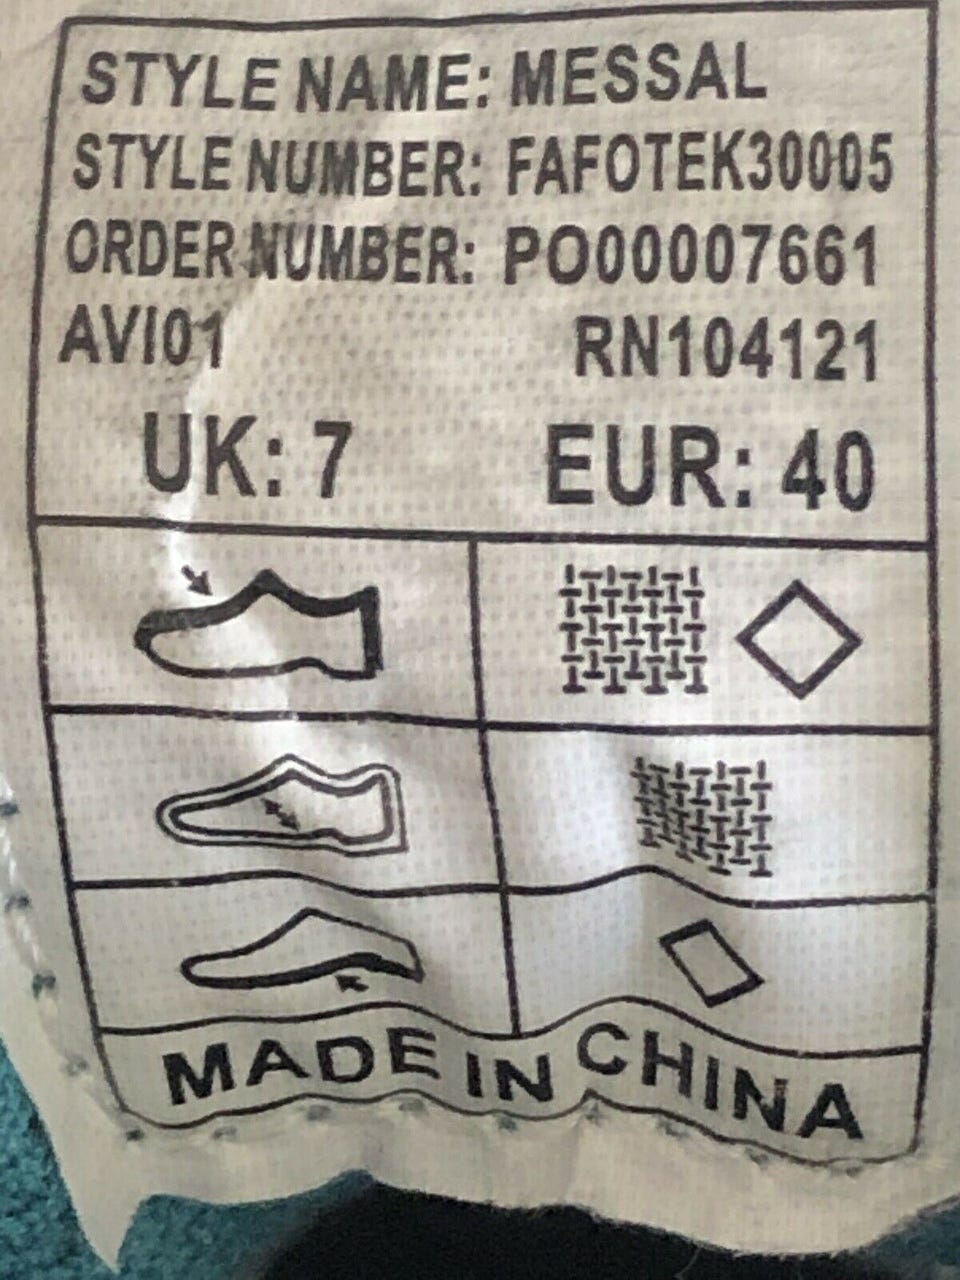 STYLE NAME: MESSAL
STYLE NUMBER: FAFOTEK30005
ORDER NUMBER: PO00007661
AVI01 RN104121
UK: 7 EUR: 40
MADE IN CHINA